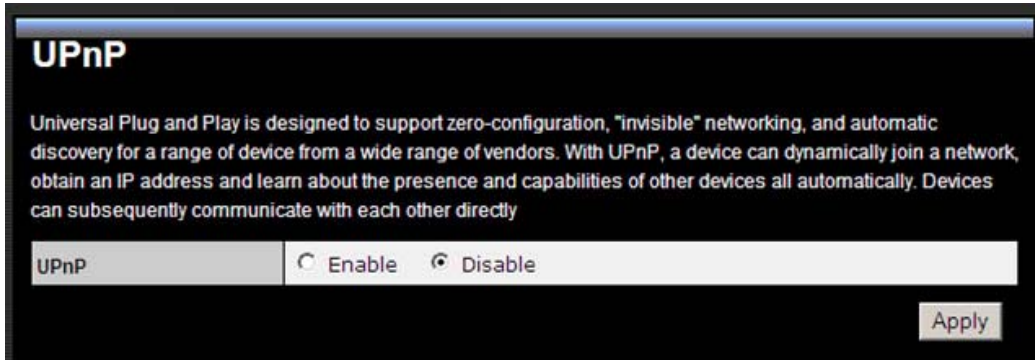 UPnP
Universal Plug and Play is designed to support zero-configuration, "invisible" networking, and automatic
discovery for a range of device from a wide range of vendors. With UPnP, a device can dynamically join a network,
obtain an IP address and learn about the presence and capabilities of other devices all automatically. Devices
can subsequently communicate with each other directly
UPnP Enable Disable
Apply